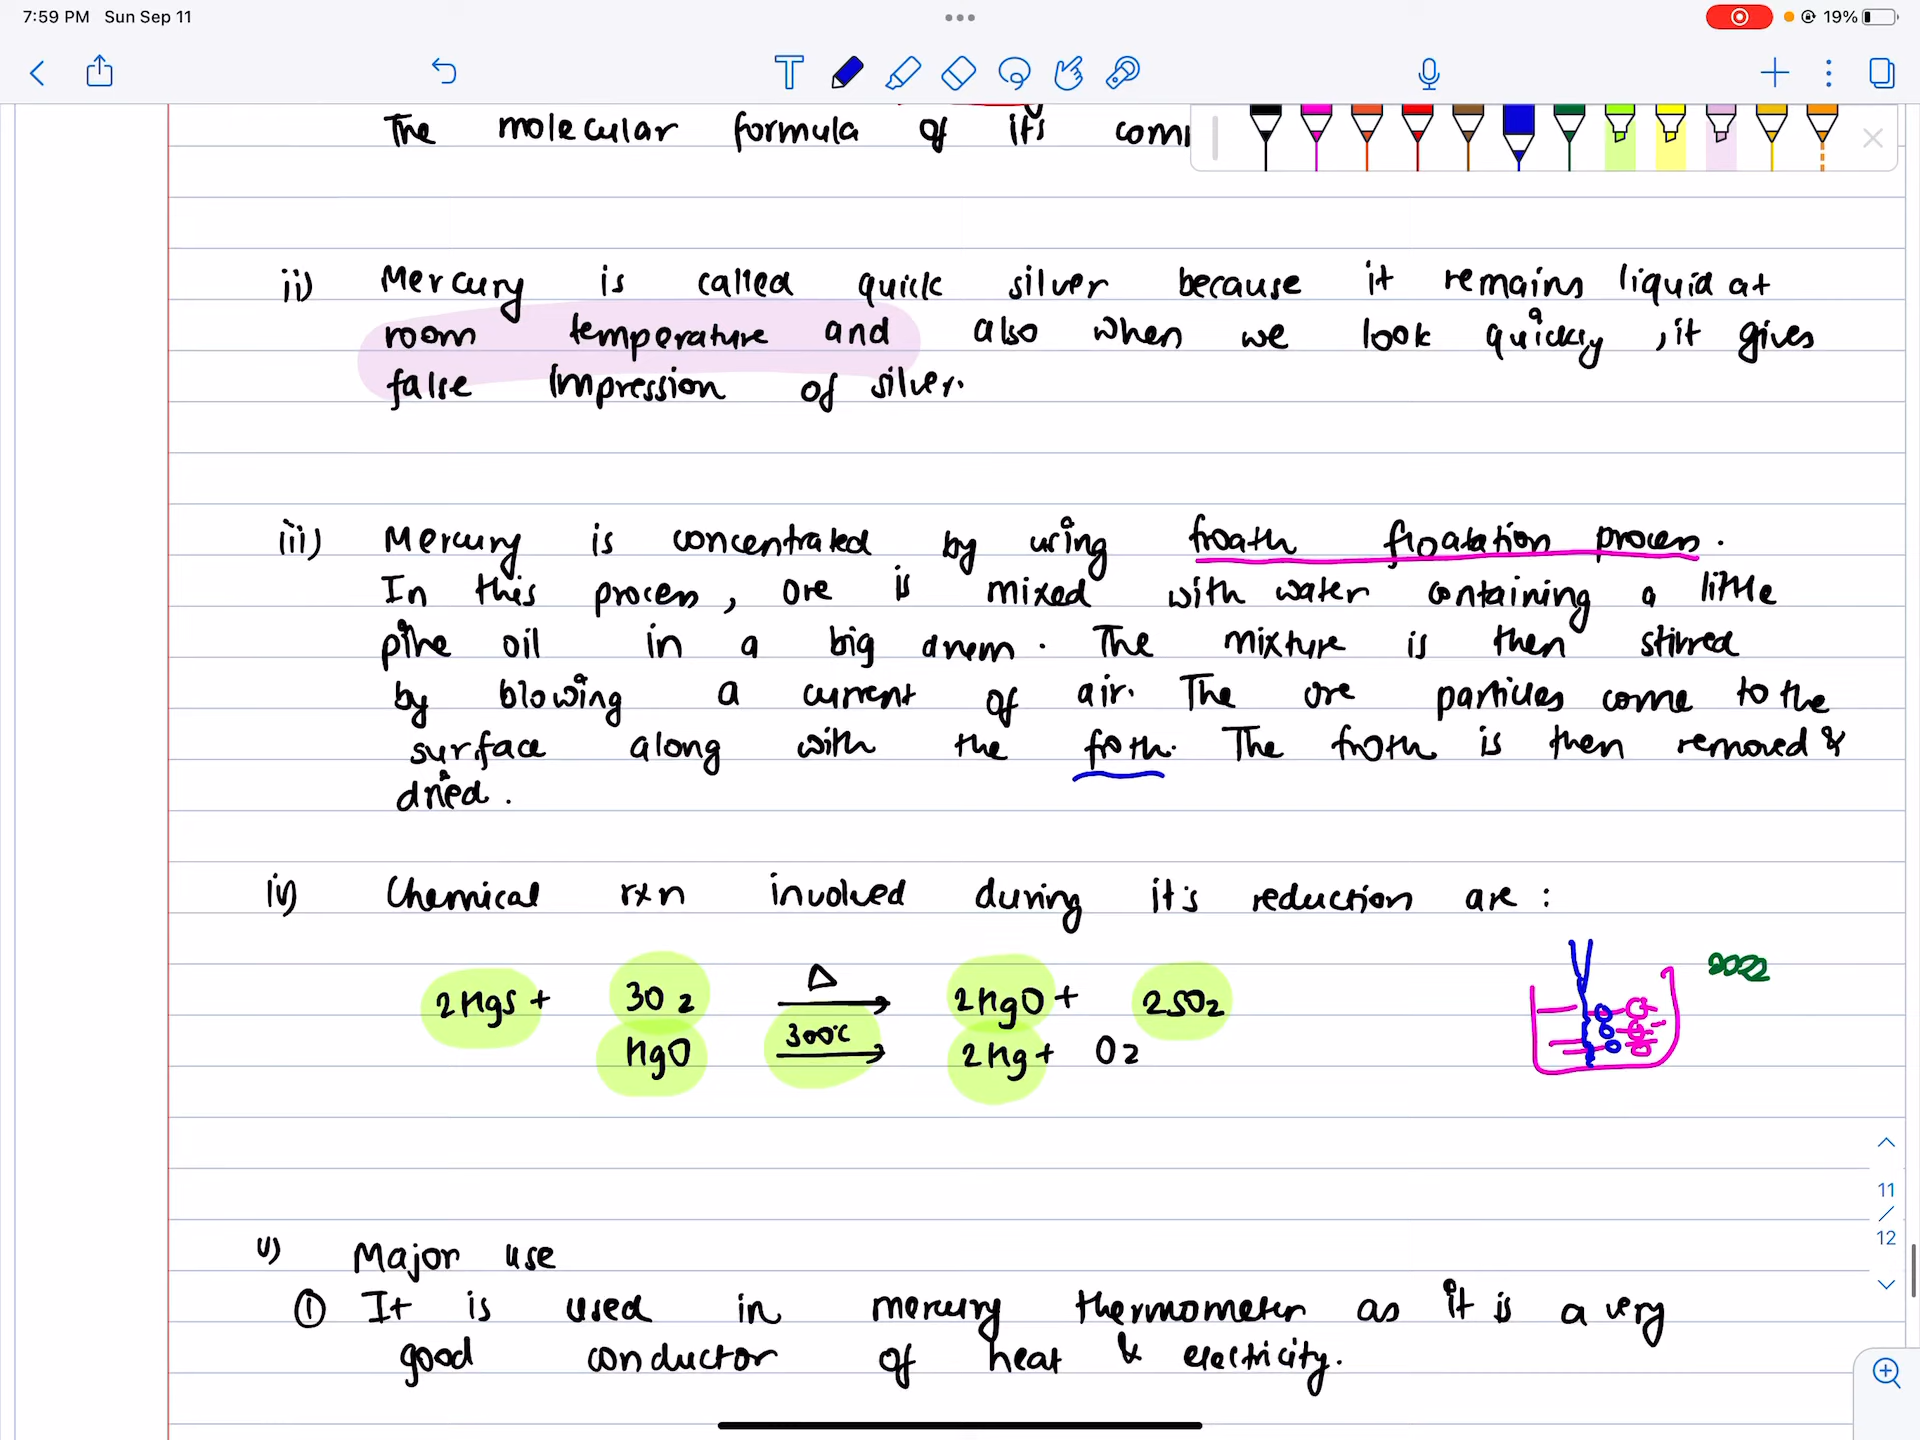 7:59 PM Sun Sep 11
19%
The molecular formula of it's
ii) Mercury is called quick silver because it remains liquid at
room temperature and also when we look quickly, it gives
false impression of silver.
iii) Mercury is concentrated by using froath floatation process.
In this process, ore is mixed with water containing a little
pine oil in a big drum. The mixture is then stirred
by blowing a current of air. The ore particles come to the
surface along with the froth. The froth is then removed &
dried.
iv) Chemical rxn involved during it's reduction are :
2HgS + 3O2 Δ → 2HgO + 2SO2
HgO 300°C → 2Hg + O2
v) Major use
① It is used in mercury thermometer as it is a very
good conductor of heat & electricity.
11
/
12